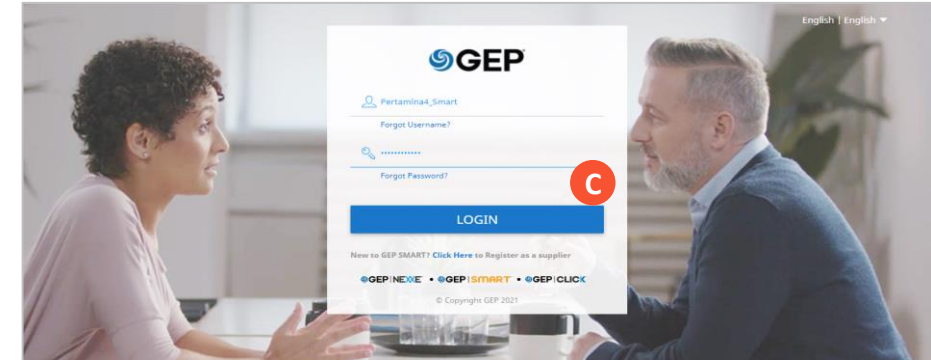 English | English
GEP
Pertamina4_Smart
Forgot Username?
••••••••••••
Forgot Password?
C
LOGIN
New to GEP SMART? Click Here to Register as a supplier
GEP|NEXXE • GEP|SMART • GEP|CLICK
© Copyright GEP 2021